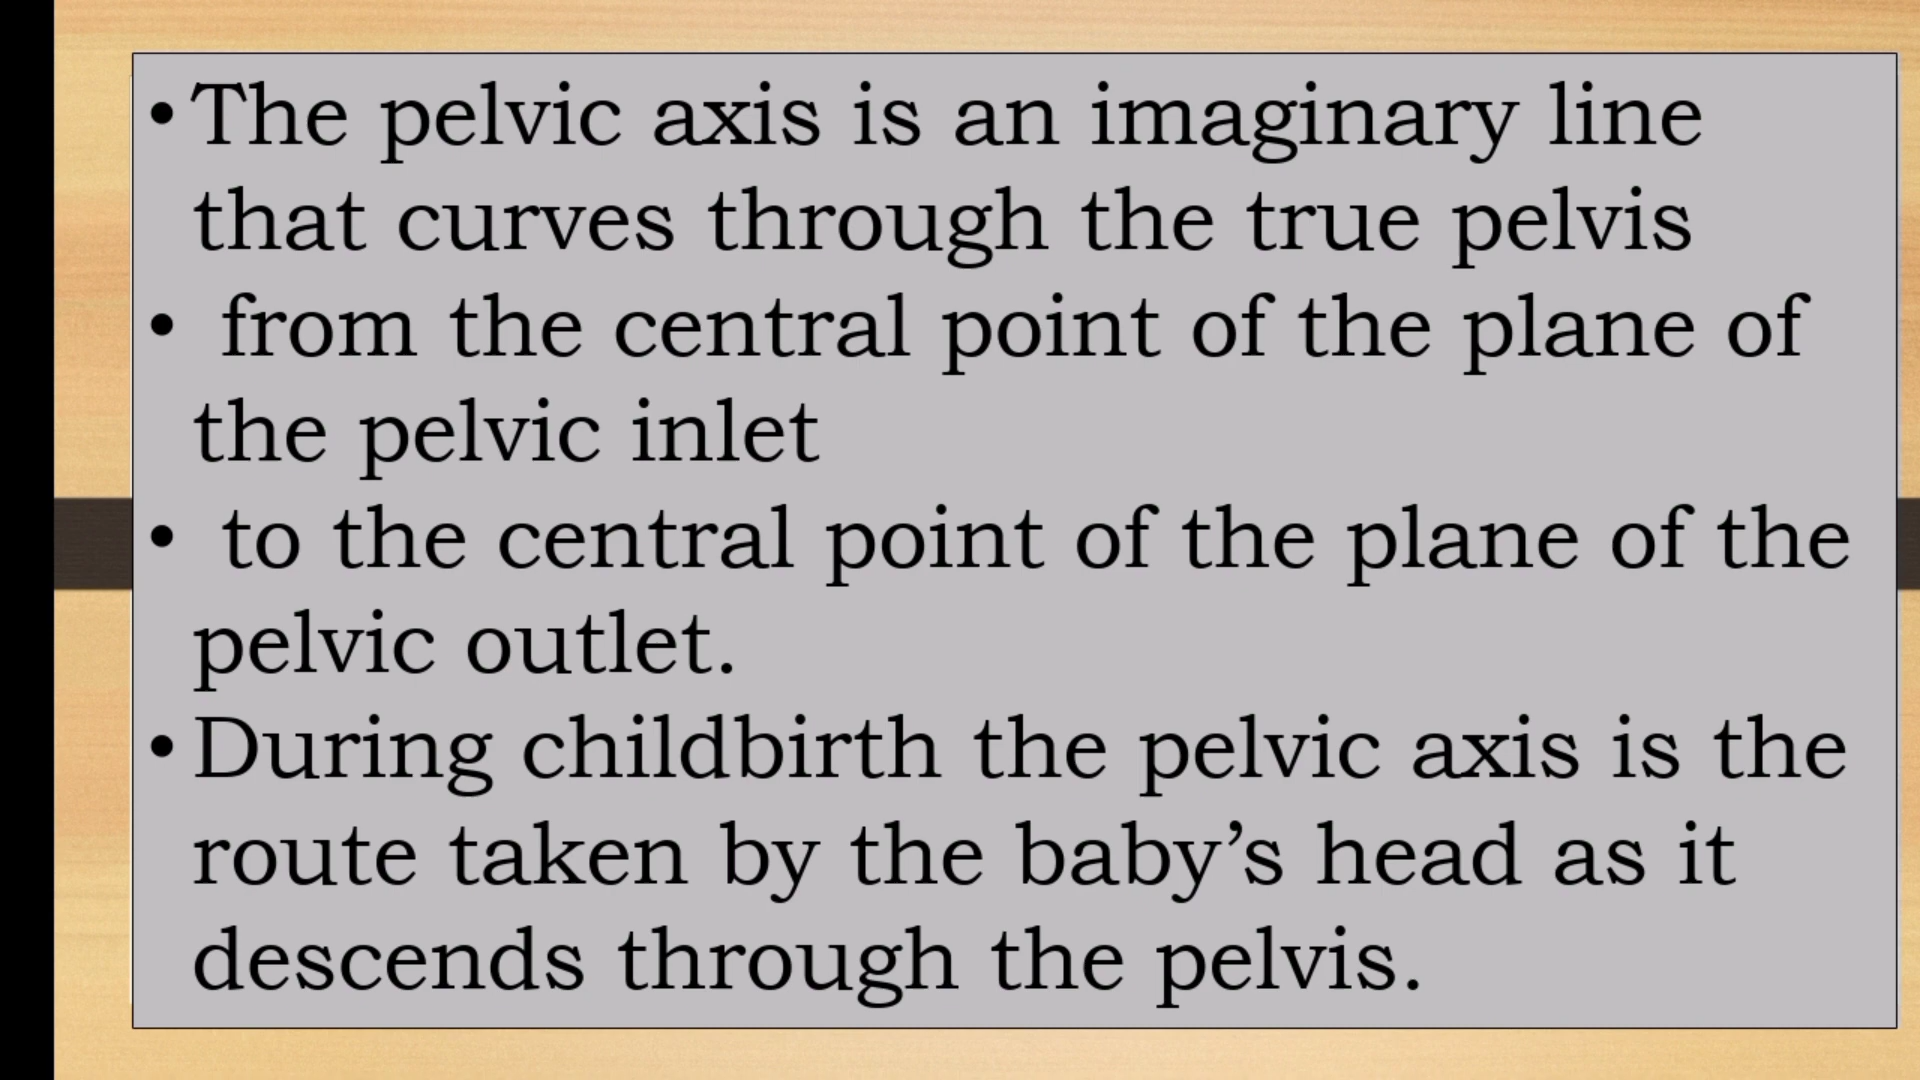 • The pelvic axis is an imaginary line
that curves through the true pelvis
• from the central point of the plane of
the pelvic inlet
• to the central point of the plane of the
pelvic outlet.
• During childbirth the pelvic axis is the
route taken by the baby’s head as it
descends through the pelvis.